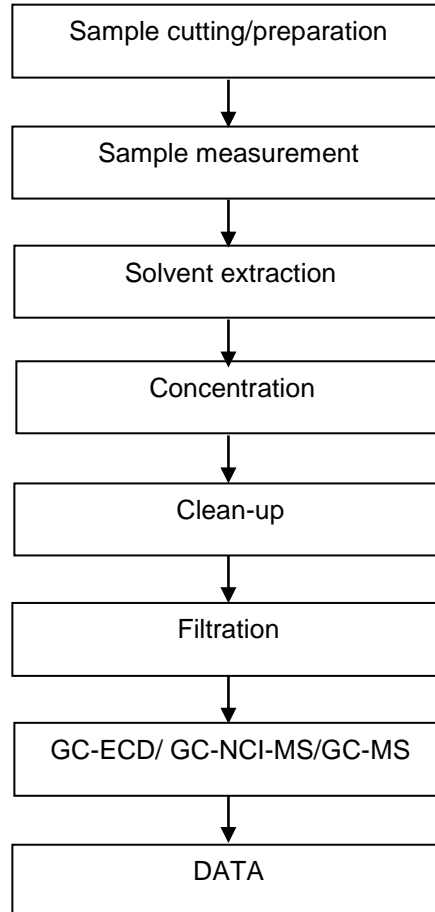 Sample cutting/preparation
Sample measurement
Solvent extraction
Concentration
Clean-up
Filtration
GC-ECD/ GC-NCI-MS/GC-MS
DATA